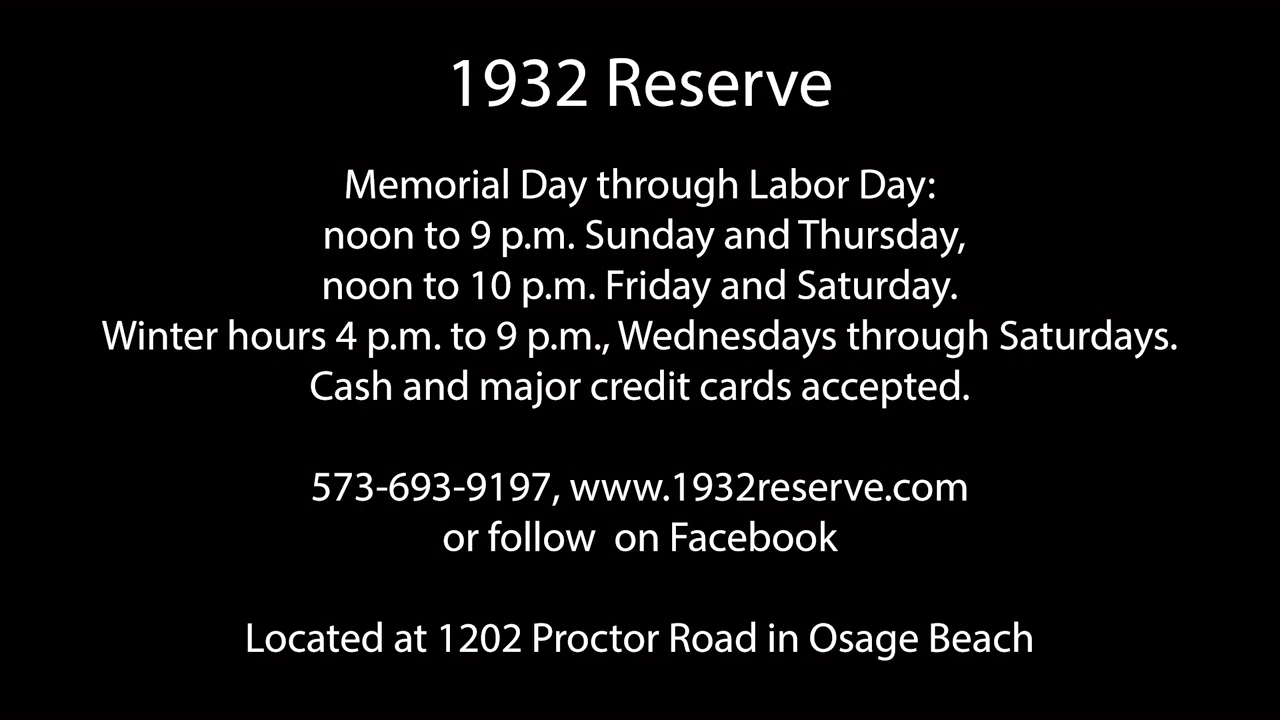 1932 Reserve
Memorial Day through Labor Day:
noon to 9 p.m. Sunday and Thursday,
noon to 10 p.m. Friday and Saturday.
Winter hours 4 p.m. to 9 p.m., Wednesdays through Saturdays.
Cash and major credit cards accepted.
573-693-9197, www.1932reserve.com
or follow  on Facebook
Located at 1202 Proctor Road in Osage Beach